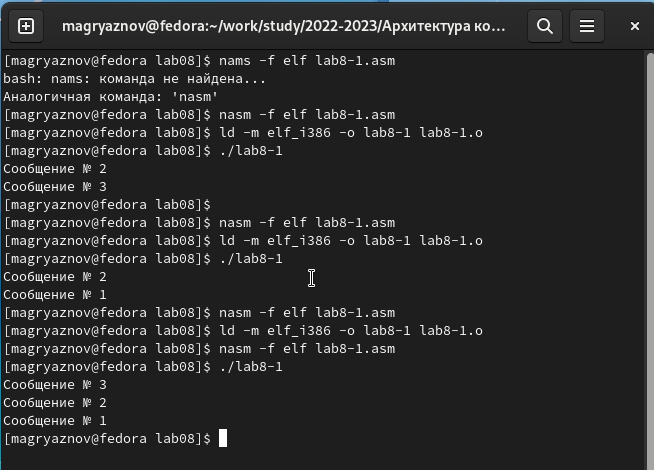 magryaznov@fedora:~/work/study/2022-2023/Архитектура ко...
[magryaznov@fedora lab08]$ nams -f elf lab8-1.asm
bash: nams: команда не найдена...
Аналогичная команда: 'nasm'
[magryaznov@fedora lab08]$ nasm -f elf lab8-1.asm
[magryaznov@fedora lab08]$ ld -m elf_i386 -o lab8-1 lab8-1.o
[magryaznov@fedora lab08]$ ./lab8-1
Сообщение № 2
Сообщение № 3
[magryaznov@fedora lab08]$
[magryaznov@fedora lab08]$ nasm -f elf lab8-1.asm
[magryaznov@fedora lab08]$ ld -m elf_i386 -o lab8-1 lab8-1.o
[magryaznov@fedora lab08]$ ./lab8-1
Сообщение № 2
Сообщение № 1
[magryaznov@fedora lab08]$ nasm -f elf lab8-1.asm
[magryaznov@fedora lab08]$ ld -m elf_i386 -o lab8-1 lab8-1.o
[magryaznov@fedora lab08]$ nasm -f elf lab8-1.asm
[magryaznov@fedora lab08]$ ./lab8-1
Сообщение № 3
Сообщение № 2
Сообщение № 1
[magryaznov@fedora lab08]$